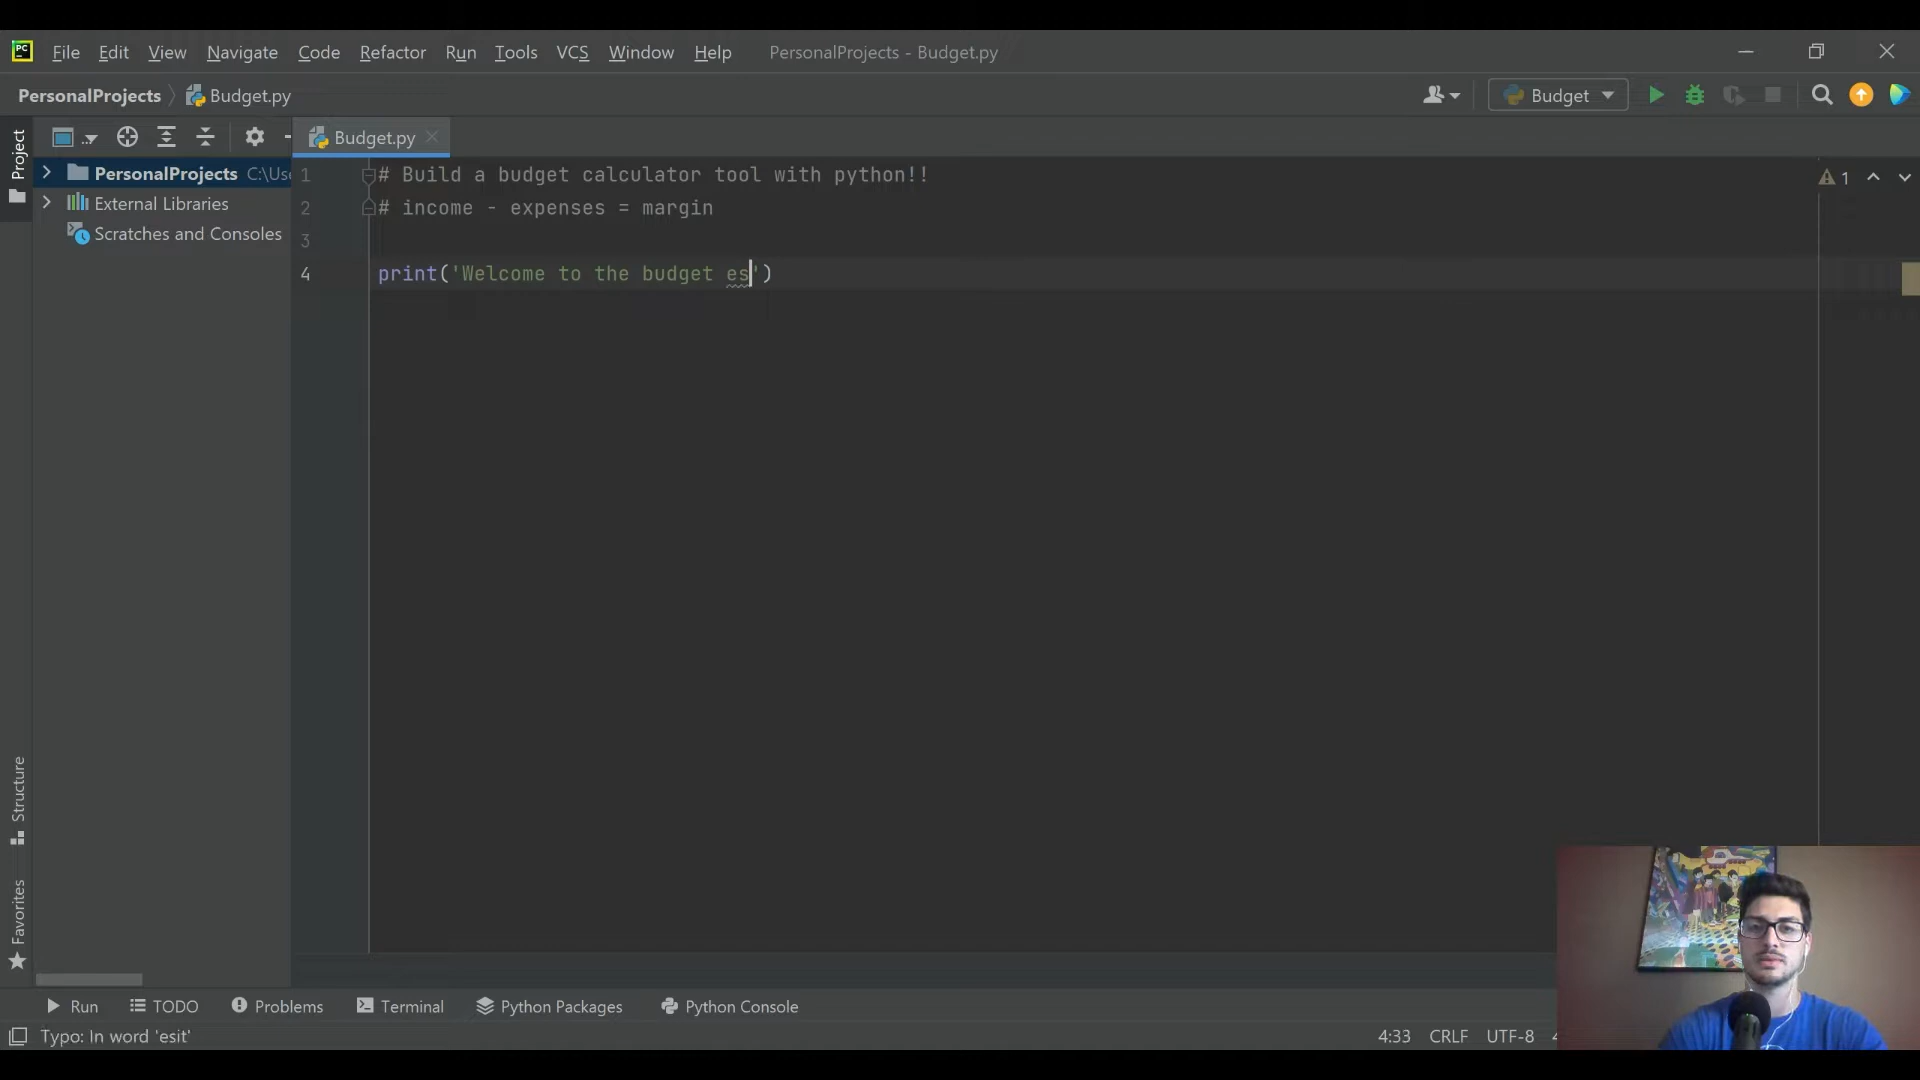 PC File Edit View Navigate Code Refactor Run Tools VCS Window Help PersonalProjects - Budget.py
PersonalProjects Budget.py Budget
Project
Budget.py
PersonalProjects C:\Use
External Libraries
Scratches and Consoles
1 # Build a budget calculator tool with python!!
2 # income - expenses = margin
3
4 print('Welcome to the budget es')
1
Structure
Favorites
Run TODO Problems Terminal Python Packages Python Console
Typo: In word 'esit' 4:33 CRLF UTF-8